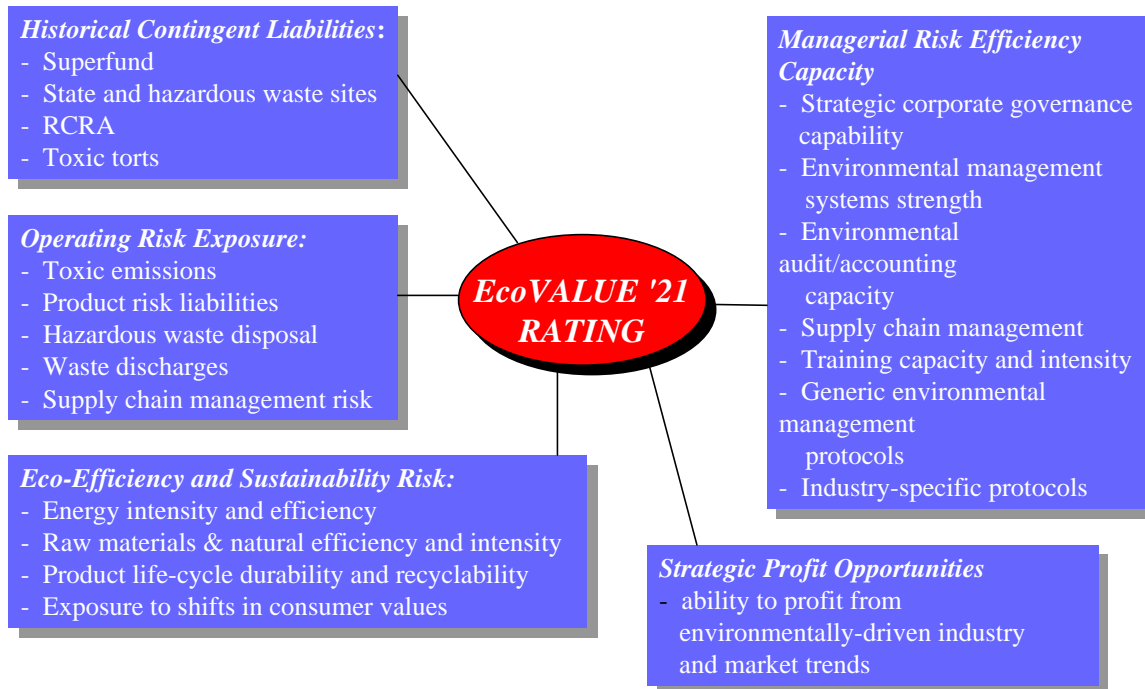 Historical Contingent Liabilities:
- Superfund
- State and hazardous waste sites
- RCRA
- Toxic torts
Operating Risk Exposure:
- Toxic emissions
- Product risk liabilities
- Hazardous waste disposal
- Waste discharges
- Supply chain management risk
Eco-Efficiency and Sustainability Risk:
- Energy intensity and efficiency
- Raw materials & natural efficiency and intensity
- Product life-cycle durability and recyclability
- Exposure to shifts in consumer values
EcoVALUE '21
RATING
Managerial Risk Efficiency
Capacity
- Strategic corporate governance
capability
- Environmental management
systems strength
- Environmental
audit/accounting
capacity
- Supply chain management
- Training capacity and intensity
- Generic environmental
management
protocols
- Industry-specific protocols
Strategic Profit Opportunities
- ability to profit from
environmentally-driven industry
and market trends